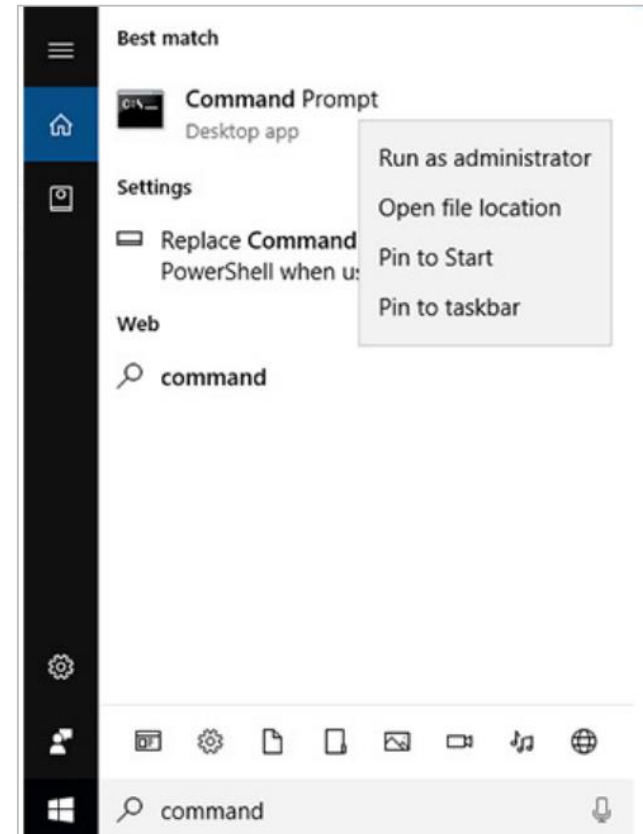 Best match
Command Prompt
Desktop app
Run as administrator
Open file location
Pin to Start
Pin to taskbar
Settings
Replace Command
PowerShell when
Web
command
command